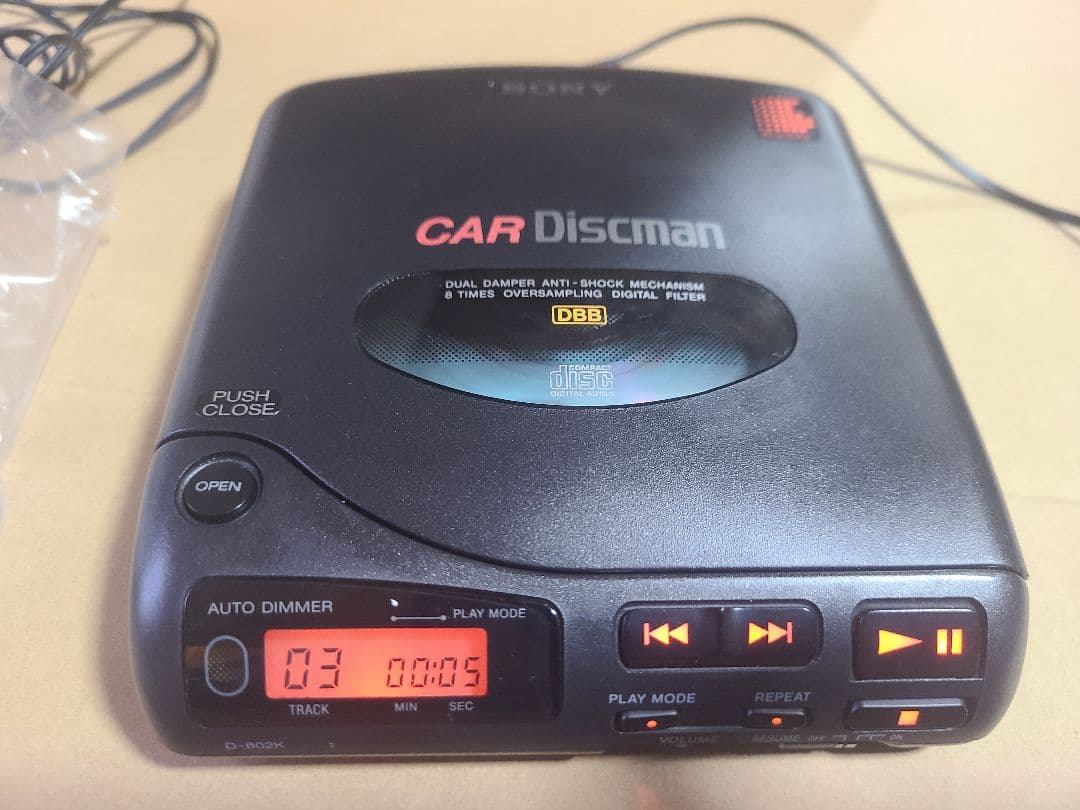 SONY
CAR Discman
DUAL DAMPER ANTI-SHOCK MECHANISM
8 TIMES OVERSAMPLING DIGITAL FILTER
DBB
COMPACT
disc
DIGITAL AUDIO
PUSH
CLOSE
OPEN
AUTO DIMMER
PLAY MODE
03 00:05
TRACK MIN SEC
D-802K
PLAY MODE REPEAT
VOLUME RESUME OFF ON